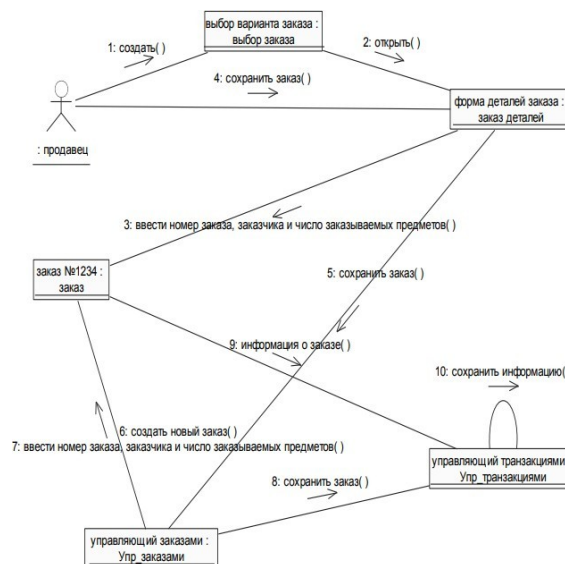 выбор варианта заказа :
выбор заказа
1: создать( )
2: открыть( )
4: сохранить заказ( )
форма деталей заказа :
заказ деталей
: продавец
3: ввести номер заказа, заказчика и число заказываемых предметов( )
заказ №1234 :
заказ
5: сохранить заказ( )
9: информация о заказе( )
10: сохранить информацию(
6: создать новый заказ( )
7: ввести номер заказа, заказчика и число заказываемых предметов( )
управляющий транзакциями
Упр_транзакциями
8: сохранить заказ( )
управляющий заказами :
Упр_заказами